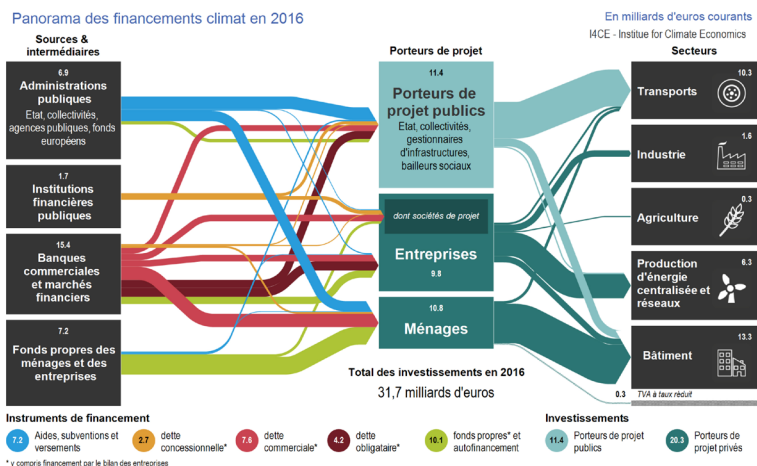 Panorama des financements climat en 2016
En milliards d'euros courants
I4CE - Institue for Climate Economics
Sources &
intermédiaires
6.9
Administrations
publiques
Etat, collectivités,
agences publiques, fonds
européens
1.7
Institutions
financières
publiques
15.4
Banques
commerciales
et marchés
financiers
7.2
Fonds propres des
ménages et des
entreprises
Porteurs de projet
11.4
Porteurs de
projet publics
Etat, collectivités,
gestionnaires
d'infrastructures,
bailleurs sociaux
dont sociétés de projet
Entreprises
9.8
10.8
Ménages
Total des investissements en 2016
31,7 milliards d'euros
Secteurs
10.3
Transports
1.6
Industrie
0.3
Agriculture
6.3
Production
d'énergie
centralisée et
réseaux
13.3
Bâtiment
0.3 TVA à taux réduit
Instruments de financement
7.2 Aides, subventions et
versements
2.7 dette
concessionnelle*
7.6 dette
commerciale*
4.2 dette
obligataire*
10.1 fonds propres* et
autofinancement
Investissements
11.4 Porteurs de projet
publics
20.3 Porteurs de
projet privés
* y compris financement par le bilan des entreprises